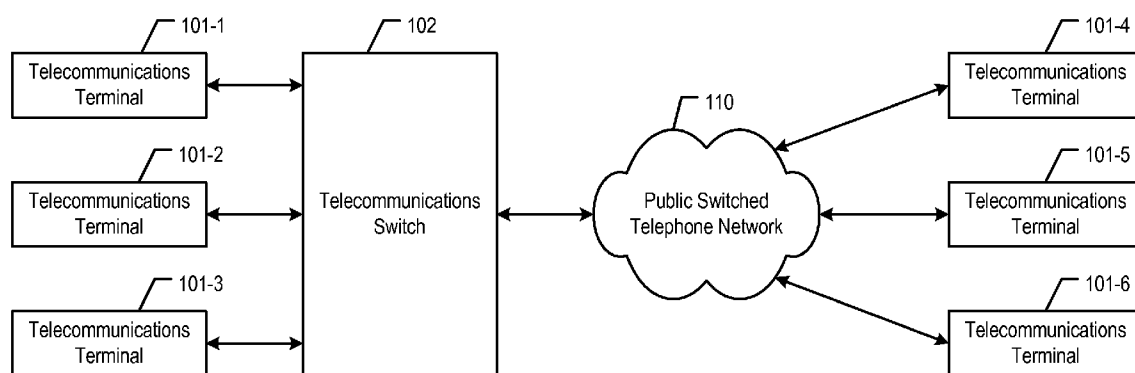 101-1
102
101-4
Telecommunications
Terminal
Telecommunications
Terminal
110
101-2
101-5
Telecommunications
Terminal
Telecommunications
Switch
Public Switched
Telephone Network
Telecommunications
Terminal
101-3
101-6
Telecommunications
Terminal
Telecommunications
Terminal